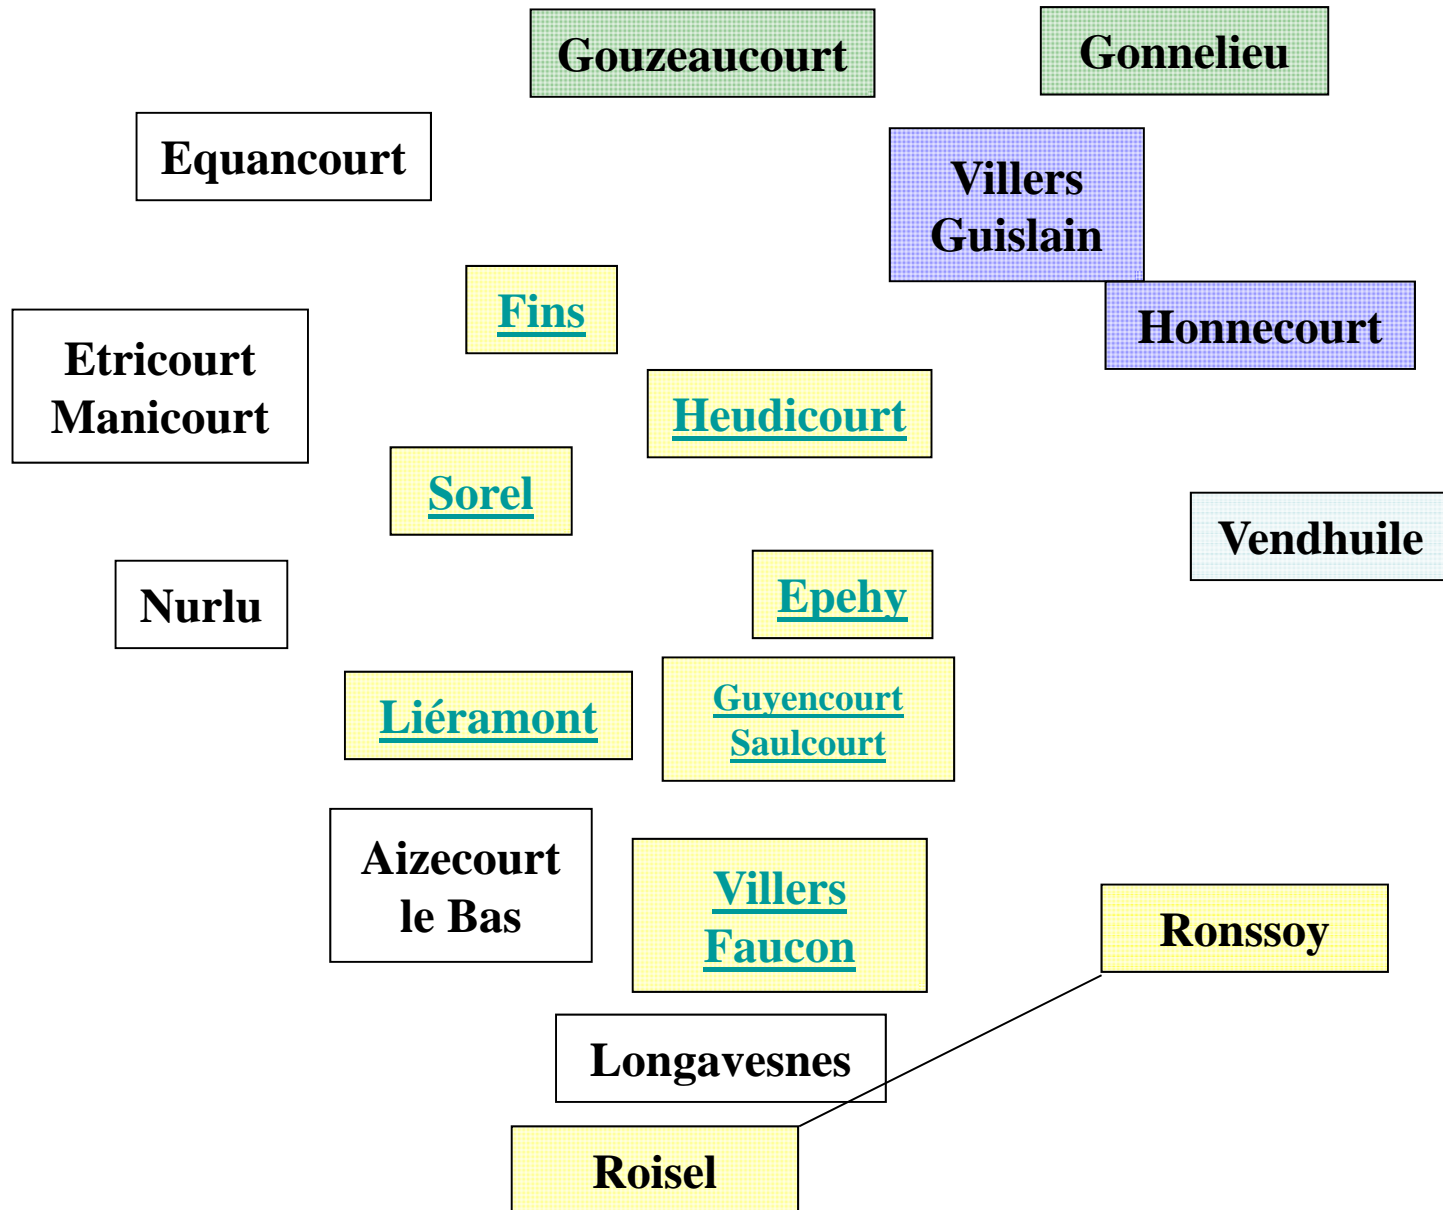 Gouzeaucourt
Gonnelieu
Equancourt
Villers
Guislain
Fins
Honnecourt
Etricourt
Manicourt
Heudicourt
Sorel
Vendhuile
Nurlu
Epehy
Liéramont
Guyencourt
Saulcourt
Aizecourt
le Bas
Villers
Faucon
Ronssoy
Longavesnes
Roisel